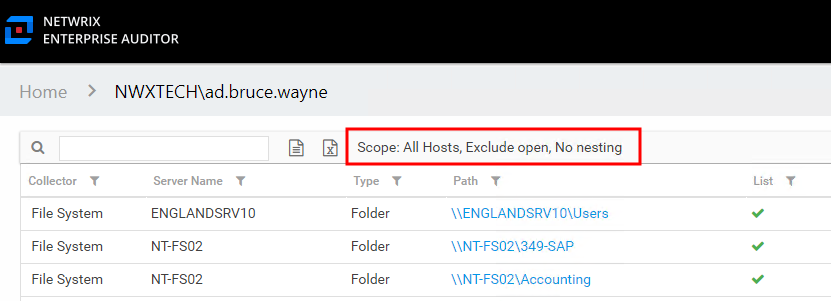 NETWRIX
ENTERPRISE AUDITOR
Home > NWXTECH\ad.bruce.wayne
Scope: All Hosts, Exclude open, No nesting
Collector Server Name Type Path List
File System ENGLANDSRV10 Folder \\ENGLANDSRV10\Users
File System NT-FS02 Folder \\NT-FS02\349-SAP
File System NT-FS02 Folder \\NT-FS02\Accounting